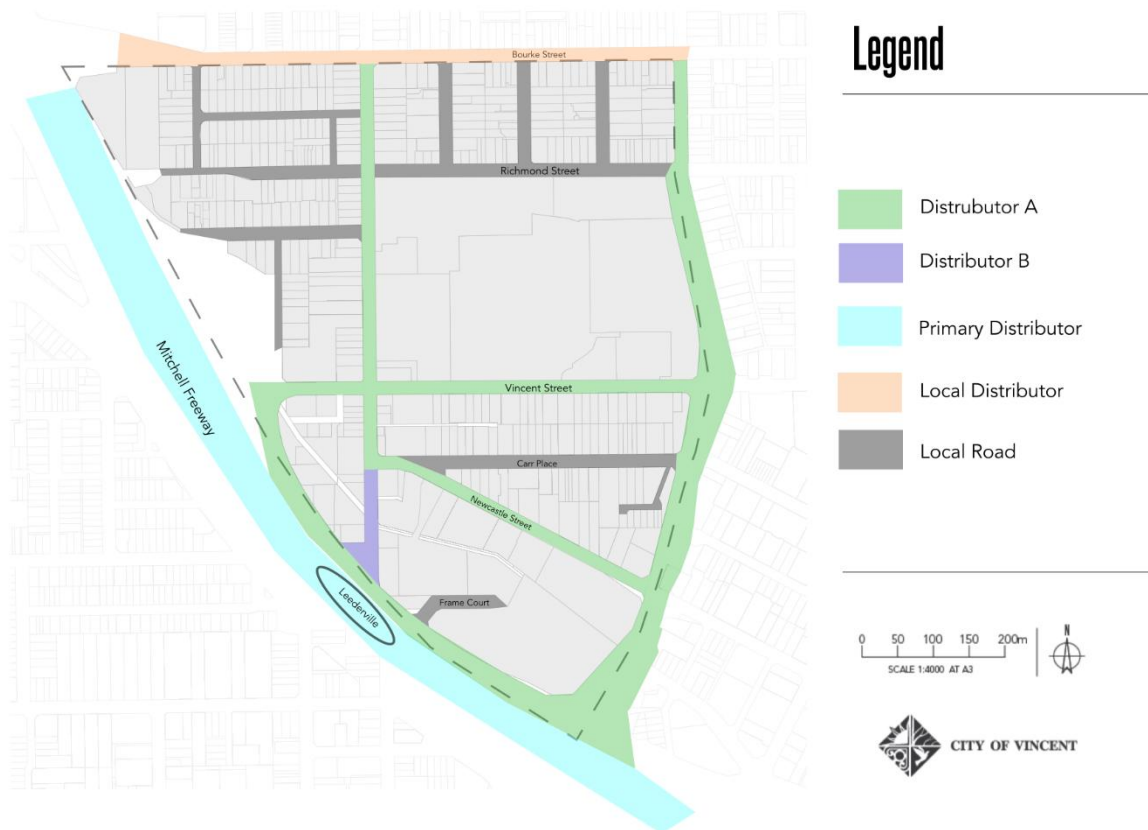 Bourke Street
Richmond Street
Mitchell Freeway
Vincent Street
Carr Place
Newcastle Street
Leederville
Frame Court
Legend
Distrubutor A
Distributor B
Primary Distributor
Local Distributor
Local Road
0 50 100 150 200m
SCALE 1:4000 AT A3
N
CITY OF VINCENT